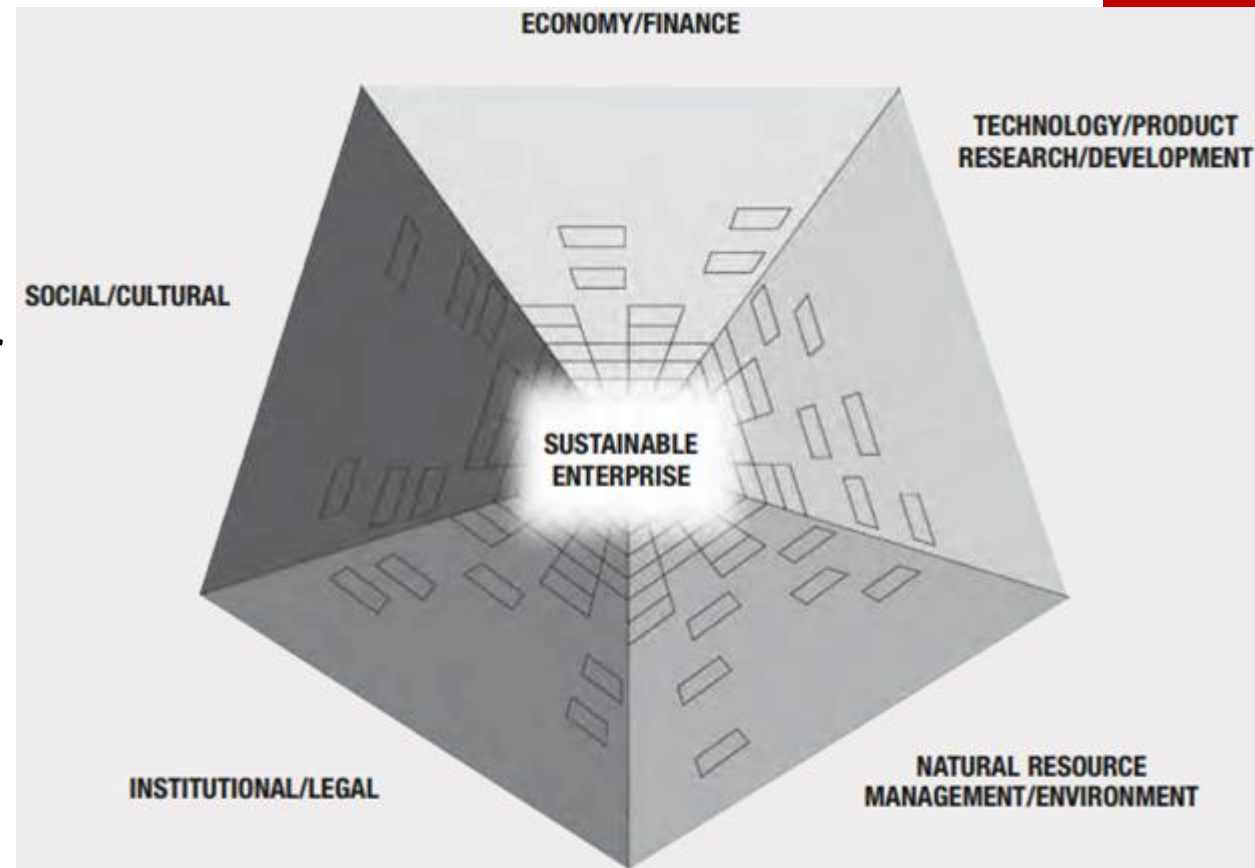 ECONOMY/FINANCE
TECHNOLOGY/PRODUCT
RESEARCH/DEVELOPMENT
SOCIAL/CULTURAL
SUSTAINABLE
ENTERPRISE
INSTITUTIONAL/LEGAL
NATURAL RESOURCE
MANAGEMENT/ENVIRONMENT